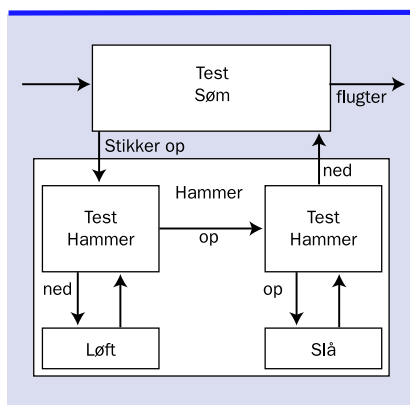 Test
Søm
flugter
Stikker op
ned
Hammer
Test
Hammer
op
Test
Hammer
ned
op
Løft
Slå